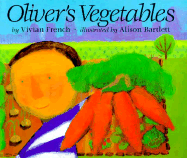 Oliver's Vegetables
by Vivian French illustrated by Alison Bartlett